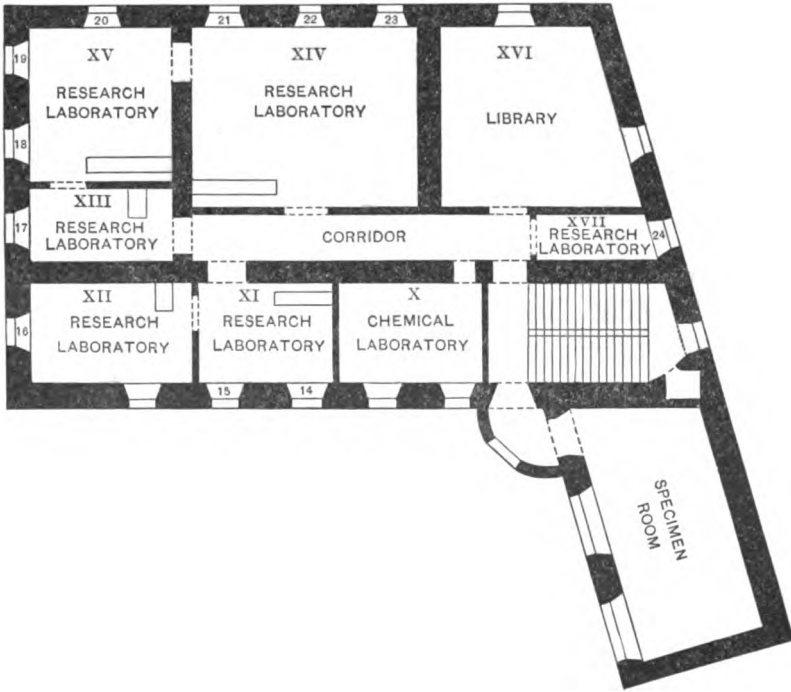 20
21
22
23
19
XV
RESEARCH
LABORATORY
XIV
RESEARCH
LABORATORY
XVI
LIBRARY
18
17
XIII
RESEARCH
LABORATORY
CORRIDOR
XVII
RESEARCH
LABORATORY
24
16
XII
RESEARCH
LABORATORY
XI
RESEARCH
LABORATORY
X
CHEMICAL
LABORATORY
15
14
SPECIMEN
ROOM